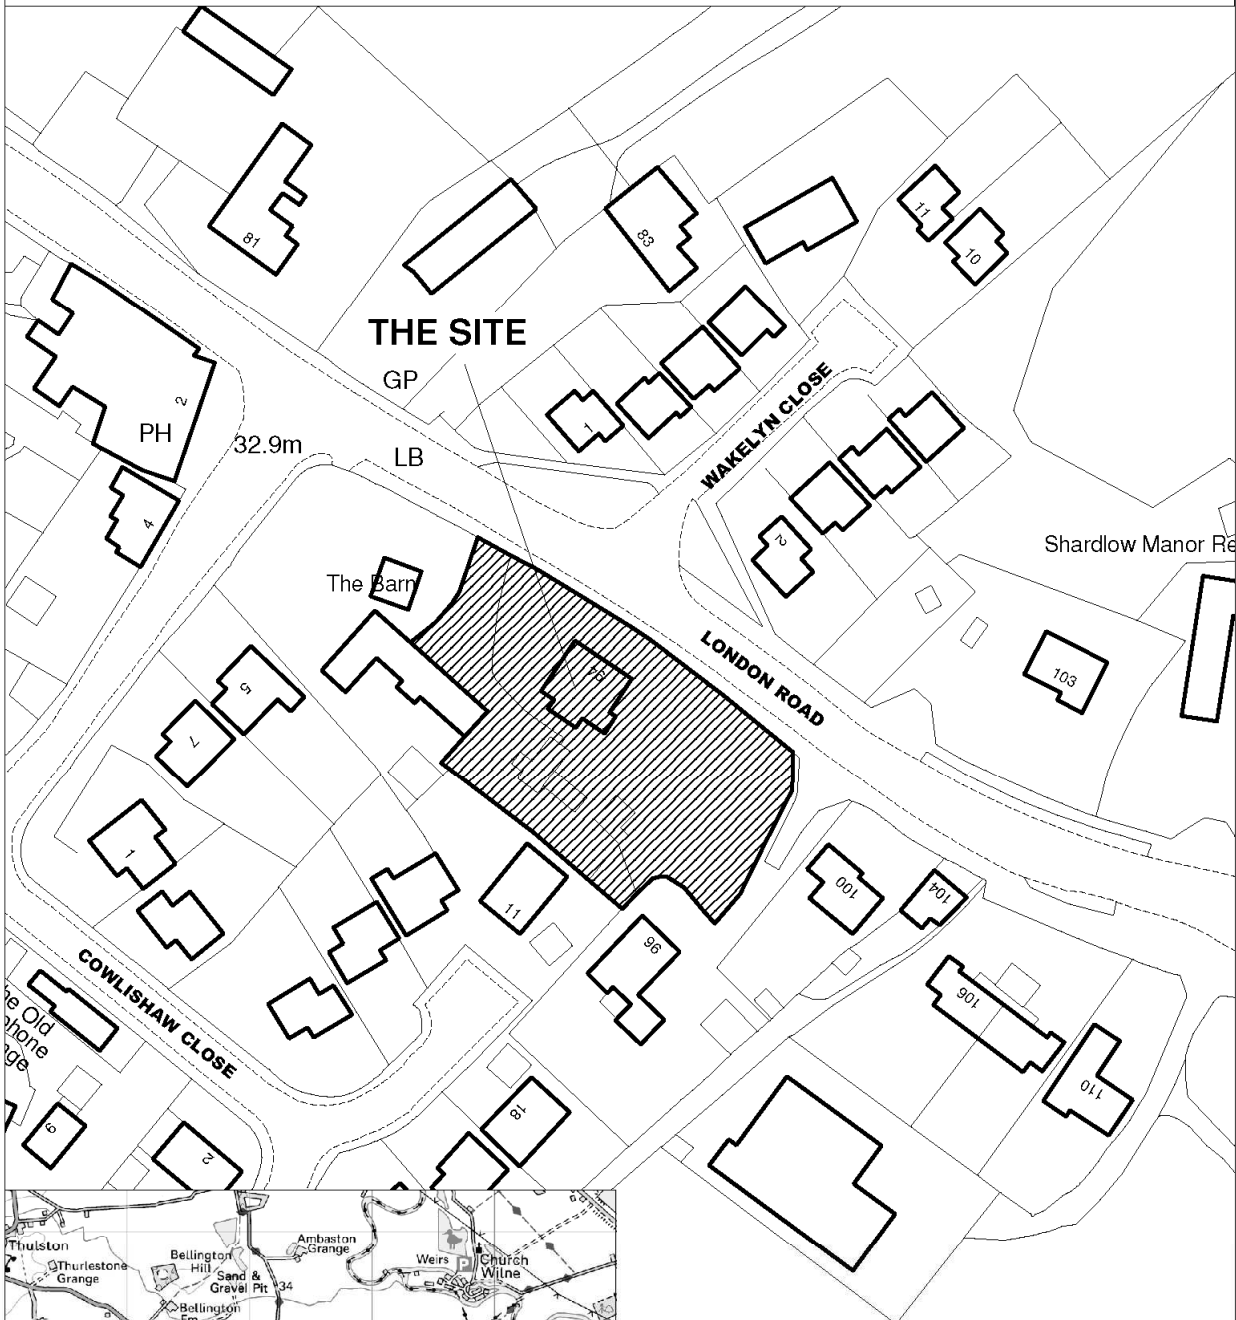 81
83
11
10
THE SITE
GP
1
2
PH
32.9m
LB
WAKELYN CLOSE
4
2
Shardlow Manor Re
The Barn
94
LONDON ROAD
103
5
7
1
11
100
104
96
106
COWLISHAW CLOSE
he Old
phone
nge
110
18
9
2
Thulston
Thurlestone
Grange
Bellington
Hill
Sand &
Gravel Pit
34
Ambaston
Grange
Weirs
P
Church
Wilne
Bellington
Fm